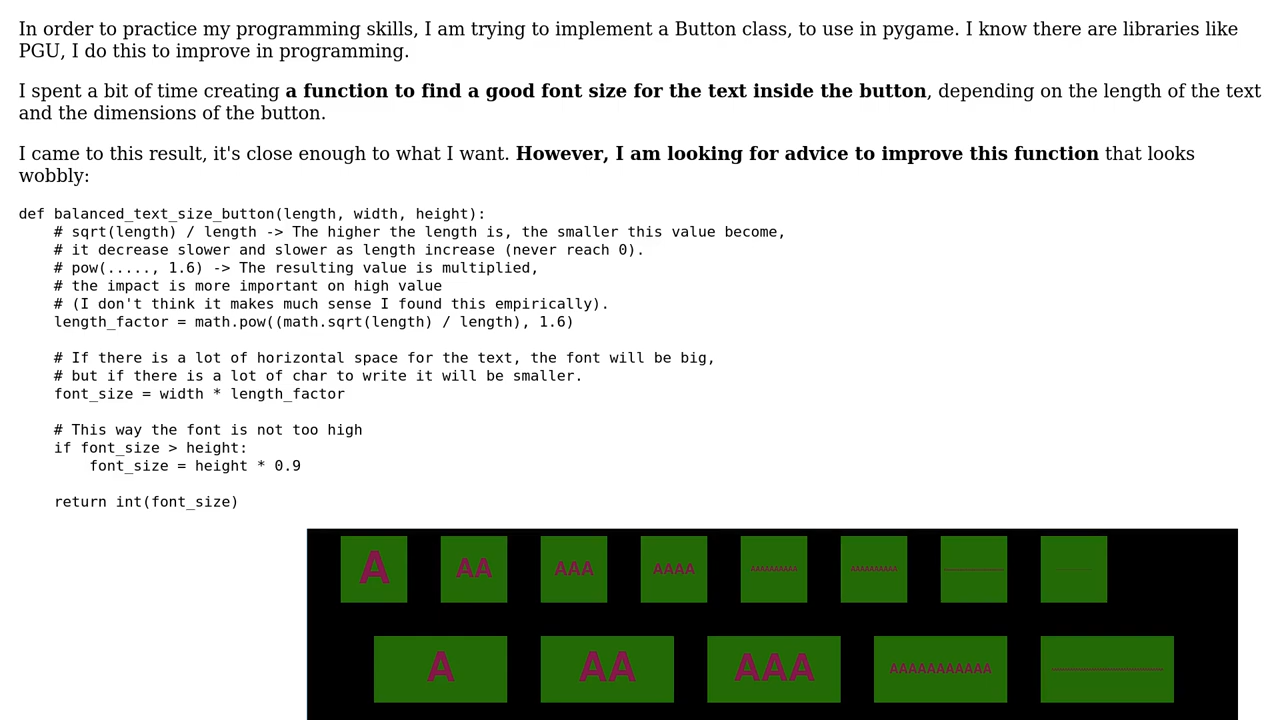 In order to practice my programming skills, I am trying to implement a Button class, to use in pygame. I know there are libraries like
PGU, I do this to improve in programming.
I spent a bit of time creating a function to find a good font size for the text inside the button, depending on the length of the text
and the dimensions of the button.
I came to this result, it's close enough to what I want. However, I am looking for advice to improve this function that looks
wobbly:
def balanced_text_size_button(length, width, height):
    # sqrt(length) / length -> The higher the length is, the smaller this value become,
    # it decrease slower and slower as length increase (never reach 0).
    # pow(....., 1.6) -> The resulting value is multiplied,
    # the impact is more important on high value
    # (I don't think it makes much sense I found this empirically).
    length_factor = math.pow((math.sqrt(length) / length), 1.6)
    # If there is a lot of horizontal space for the text, the font will be big,
    # but if there is a lot of char to write it will be smaller.
    font_size = width * length_factor
    # This way the font is not too high
    if font_size > height:
        font_size = height * 0.9
    return int(font_size)
A AA AAA AAAA AAAAAAAAAA AAAAAAAAAA
A AA AAA AAAAAAAAAAA